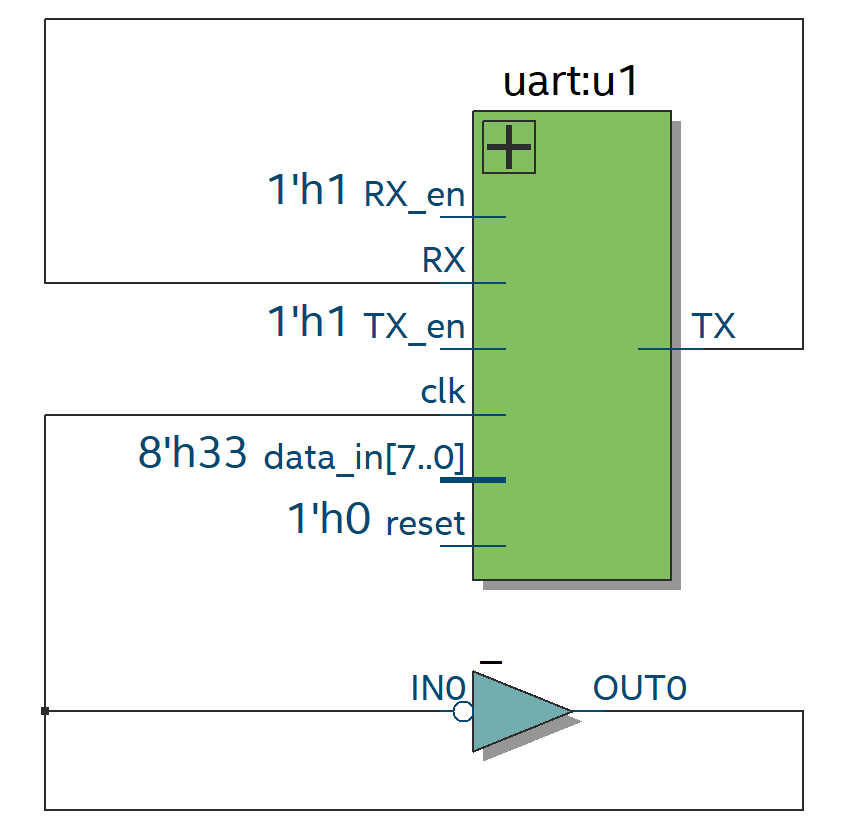 uart:u1
1'h1 RX_en
RX
1'h1 TX_en
TX
clk
8'h33 data_in[7..0]
1'h0 reset
_
IN0
OUT0